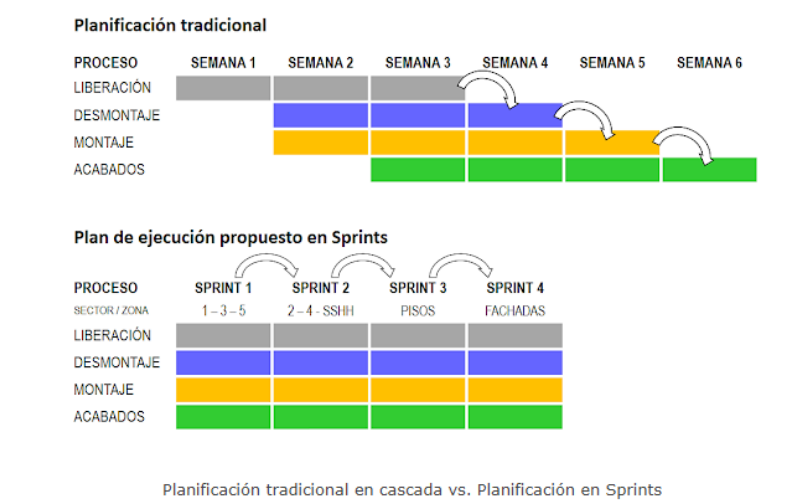 Planificación tradicional
PROCESO SEMANA 1 SEMANA 2 SEMANA 3 SEMANA 4 SEMANA 5 SEMANA 6
LIBERACIÓN
DESMONTAJE
MONTAJE
ACABADOS
Plan de ejecución propuesto en Sprints
PROCESO SPRINT 1 SPRINT 2 SPRINT 3 SPRINT 4
SECTOR / ZONA 1 – 3 – 5 2 – 4 - SSHH PISOS FACHADAS
LIBERACIÓN
DESMONTAJE
MONTAJE
ACABADOS
Planificación tradicional en cascada vs. Planificación en Sprints